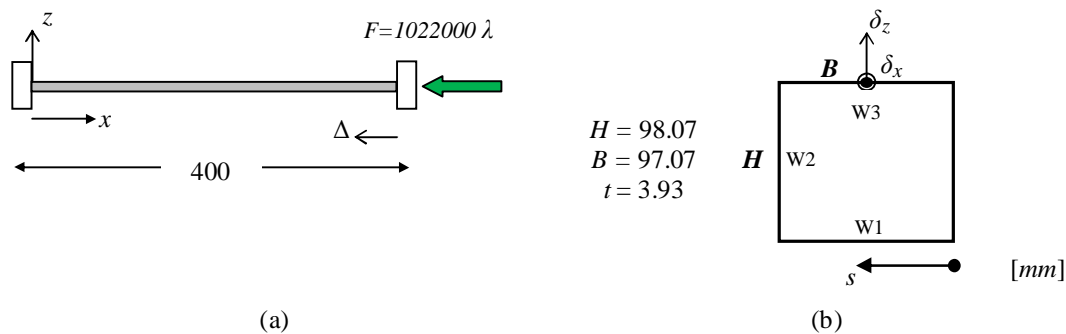 z
F=1022000 λ
x
Δ
400
(a)
δz
B
δx
W3
H = 98.07
B = 97.07
t = 3.93
H
W2
W1
s
[mm]
(b)